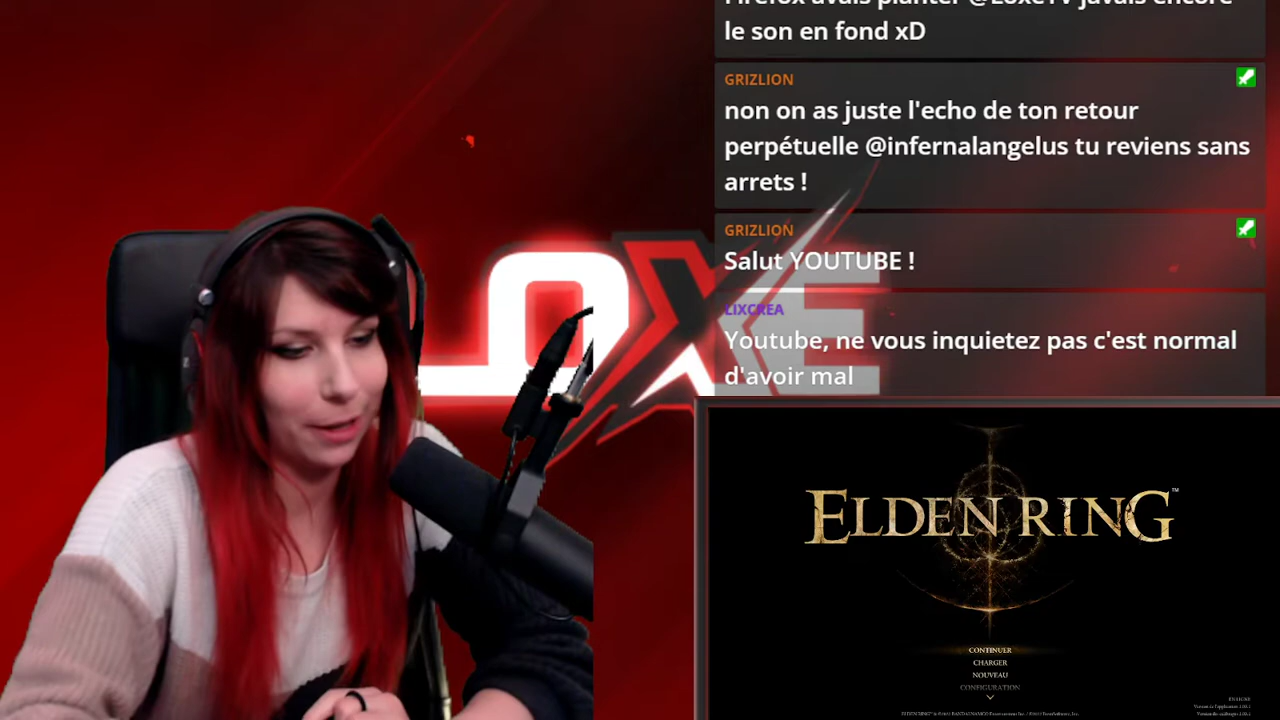 le son en fond xD
GRIZLION
non on as juste l'echo de ton retour
perpétuelle @infernalangelus tu reviens sans
arrets !
GRIZLION
Salut YOUTUBE !
LIXCREA
Youtube, ne vous inquietez pas c'est normal
d'avoir mal
LOXE
ELDEN RING™
CONTINUER
CHARGER
NOUVEAU
CONFIGURATION